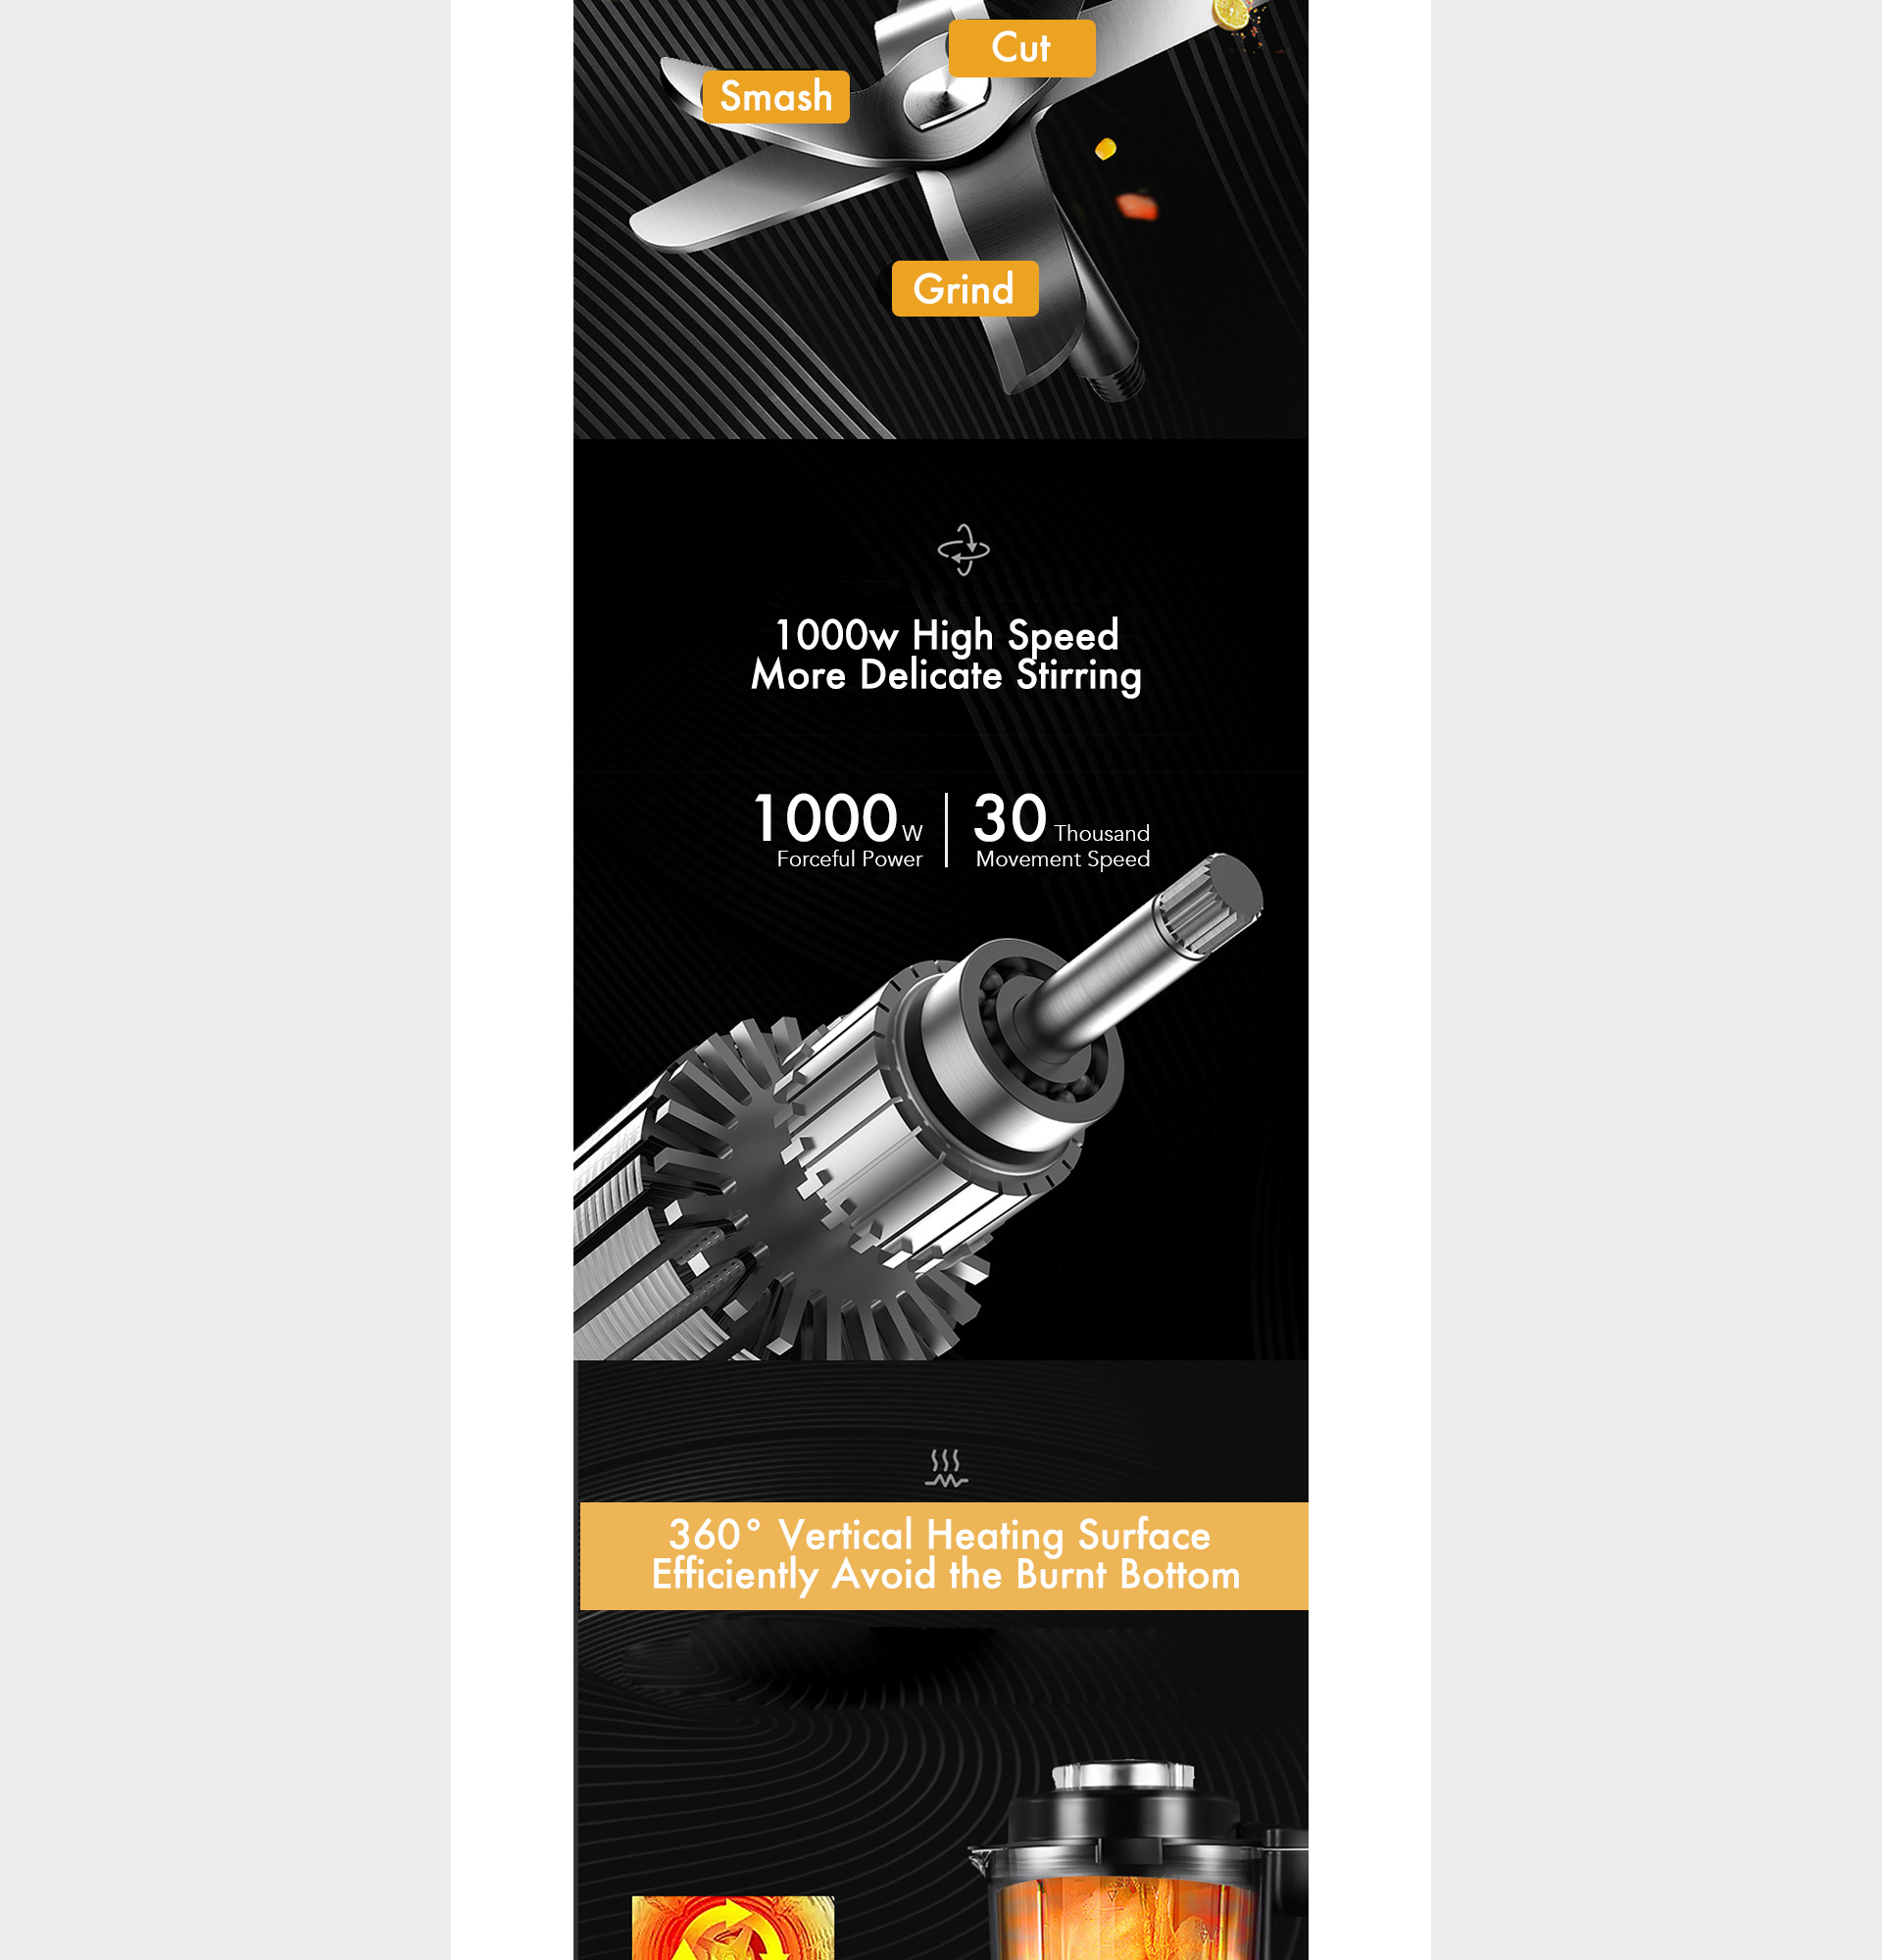 Cut
Smash
Grind
1000w High Speed
More Delicate Stirring
1000 W
Forceful Power
30 Thousand
Movement Speed
360° Vertical Heating Surface
Efficiently Avoid the Burnt Bottom